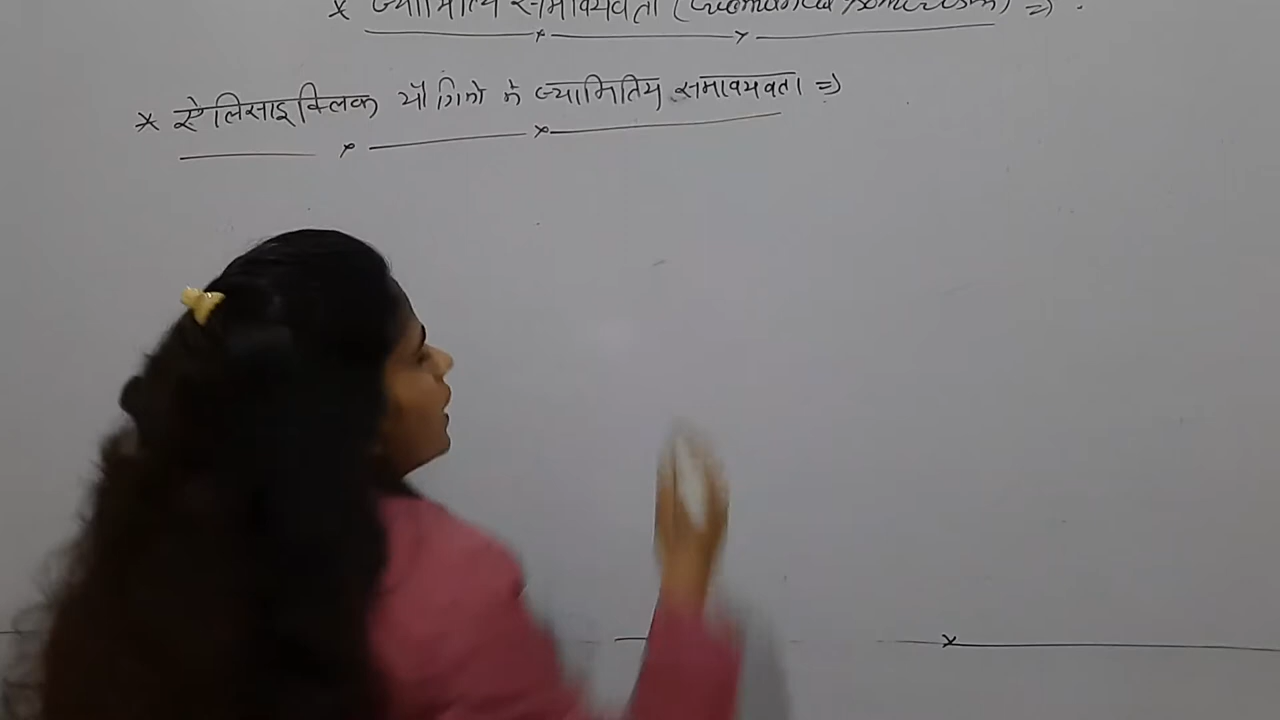 * ज्यामितिय समावयवता (Geometrical Isomerism) =>
* ऐलिसाइक्लिक यौगिको मे ज्यामितिय समावयवता =>